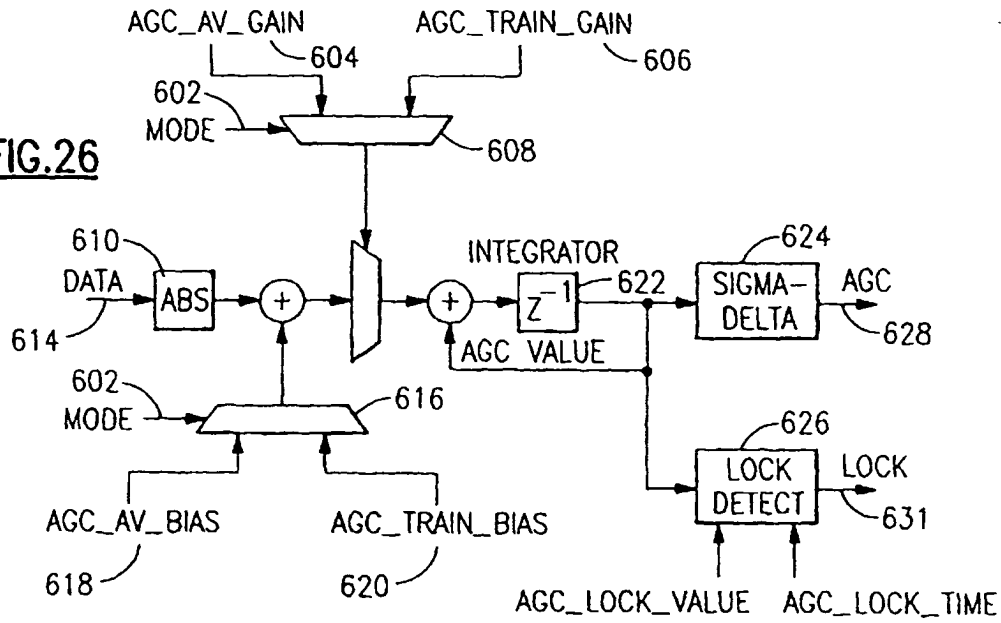 AGC_AV_GAIN
604
AGC_TRAIN_GAIN
606
602
MODE
608
FIG.26
610
DATA
614
ABS
+
+
INTEGRATOR
Z-1
622
AGC VALUE
624
SIGMA-
DELTA
AGC
628
602
MODE
616
626
LOCK
DETECT
LOCK
631
AGC_AV_BIAS
618
AGC_TRAIN_BIAS
620
AGC_LOCK_VALUE
AGC_LOCK_TIME